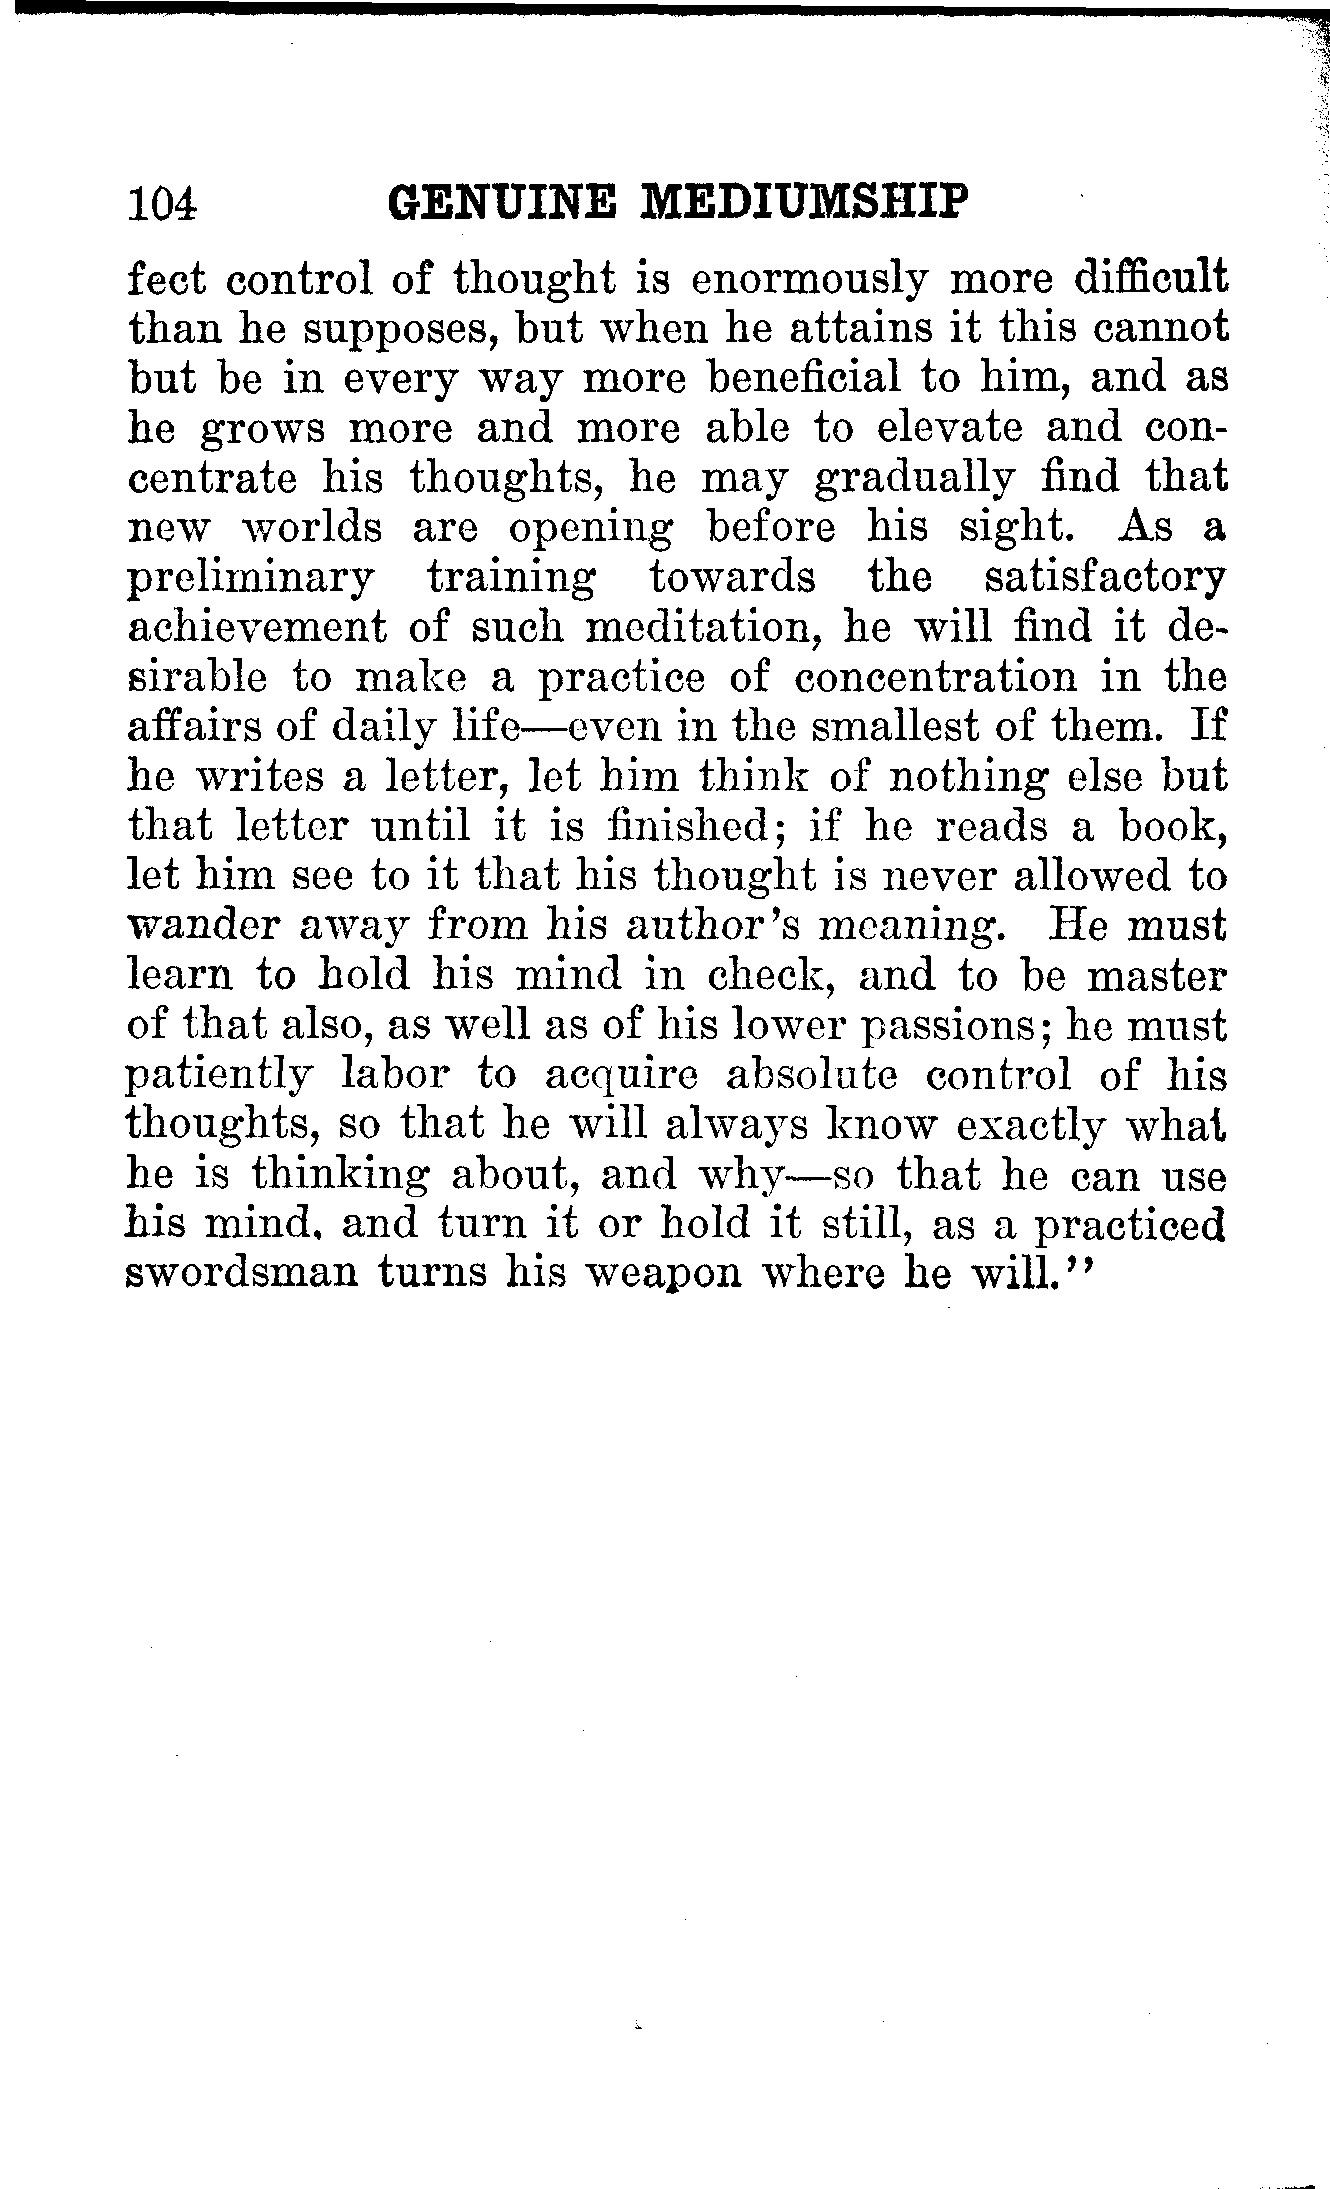 104 GENUINE MEDIUMSHIP
fect control of thought is enormously more difficult
than he supposes, but when he attains it this cannot
but be in every way more beneficial to him, and as
he grows more and more able to elevate and con-
centrate his thoughts, he may gradually find that
new worlds are opening before his sight. As a
preliminary training towards the satisfactory
achievement of such meditation, he will find it de-
sirable to make a practice of concentration in the
affairs of daily life—even in the smallest of them. If
he writes a letter, let him think of nothing else but
that letter until it is finished; if he reads a book,
let him see to it that his thought is never allowed to
wander away from his author's meaning. He must
learn to hold his mind in check, and to be master
of that also, as well as of his lower passions; he must
patiently labor to acquire absolute control of his
thoughts, so that he will always know exactly what
he is thinking about, and why—so that he can use
his mind, and turn it or hold it still, as a practiced
swordsman turns his weapon where he will."